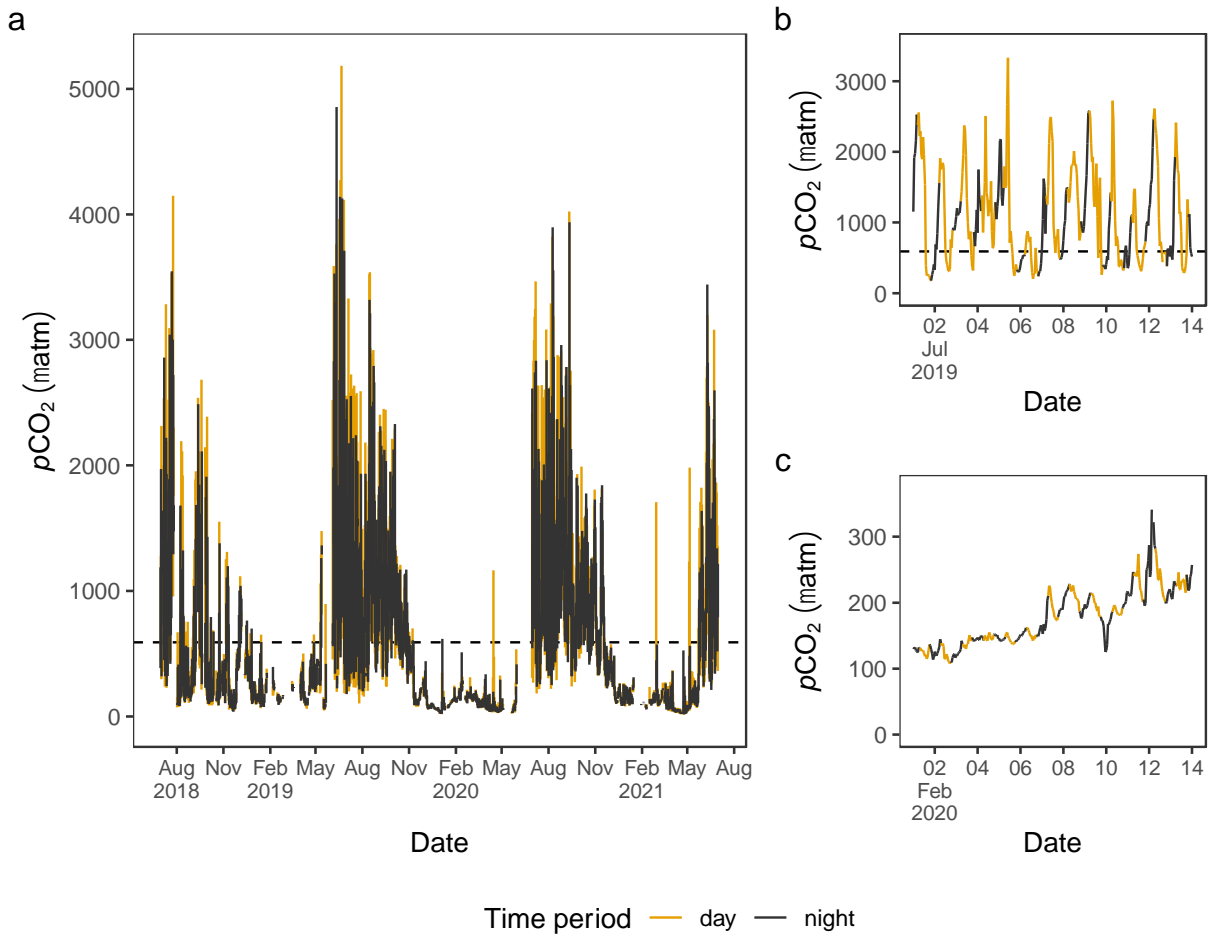 a
5000
4000
3000
2000
1000
0
pCO₂ (matm)
Aug Nov Feb May Aug Nov Feb May Aug Nov Feb May Aug
2018 2019 2020 2021
Date
b
3000
2000
1000
0
pCO₂ (matm)
02 04 06 08 10 12 14
Jul
2019
Date
c
300
200
100
0
pCO₂ (matm)
02 04 06 08 10 12 14
Feb
2020
Date
Time period day night